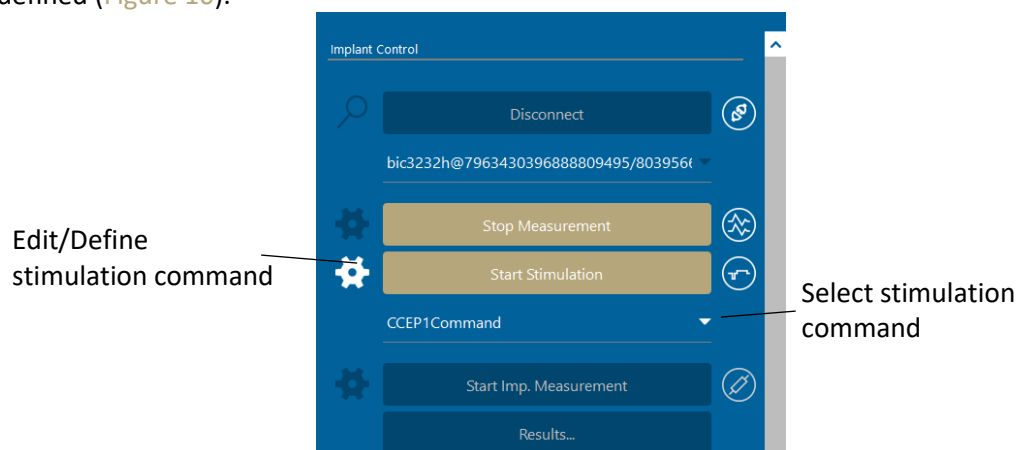 defined (Figure 10).
Implant Control
Disconnect
bic3232h@7963430396888809495/8039566
Stop Measurement
Edit/Define
stimulation command
Start Stimulation
Select stimulation
command
CCEP1Command
Start Imp. Measurement
Results...